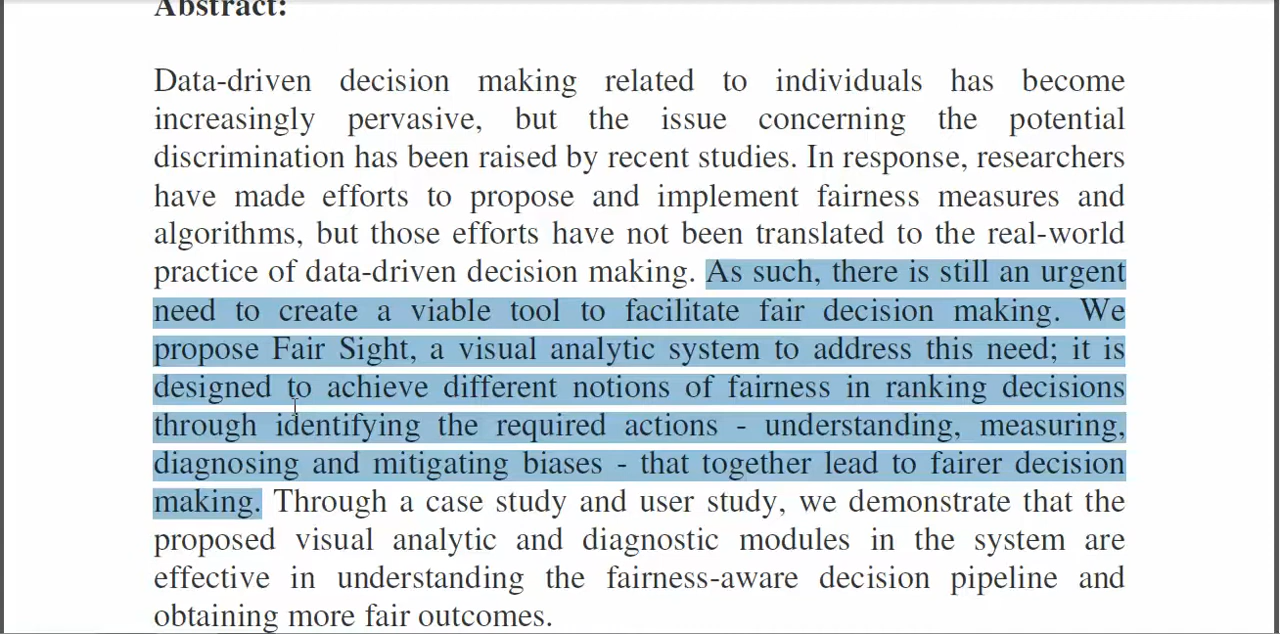 Abstract:
Data-driven decision making related to individuals has become
increasingly pervasive, but the issue concerning the potential
discrimination has been raised by recent studies. In response, researchers
have made efforts to propose and implement fairness measures and
algorithms, but those efforts have not been translated to the real-world
practice of data-driven decision making. As such, there is still an urgent
need to create a viable tool to facilitate fair decision making. We
propose Fair Sight, a visual analytic system to address this need; it is
designed to achieve different notions of fairness in ranking decisions
through identifying the required actions - understanding, measuring,
diagnosing and mitigating biases - that together lead to fairer decision
making. Through a case study and user study, we demonstrate that the
proposed visual analytic and diagnostic modules in the system are
effective in understanding the fairness-aware decision pipeline and
obtaining more fair outcomes.